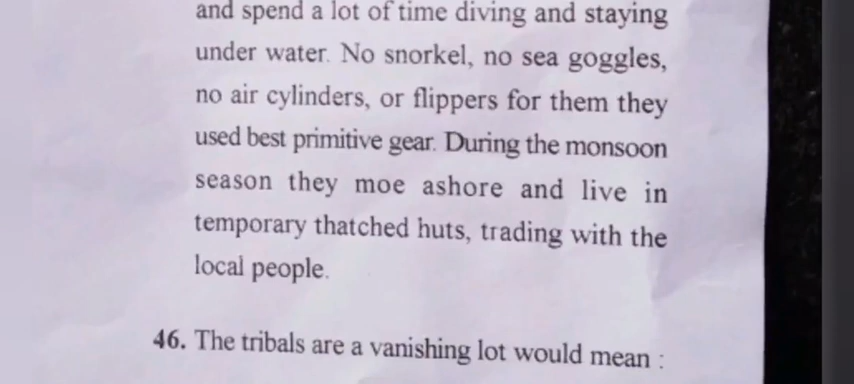 and spend a lot of time diving and staying
under water. No snorkel, no sea goggles,
no air cylinders, or flippers for them they
used best primitive gear. During the monsoon
season they moe ashore and live in
temporary thatched huts, trading with the
local people.
46. The tribals are a vanishing lot would mean :